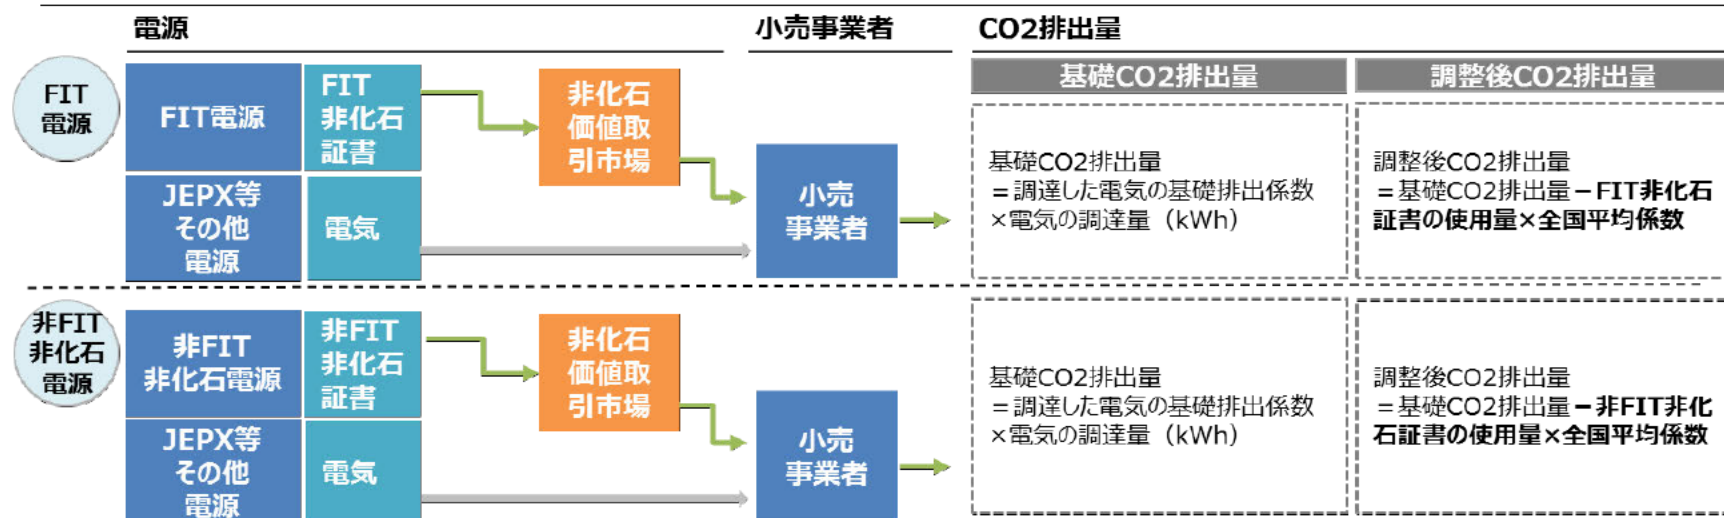 電源
小売事業者
CO2排出量
基礎CO2排出量
調整後CO2排出量
FIT
電源
FIT電源
FIT
非化石
証書
非化石
価値取
引市場
JEPX等
その他
電源
電気
小売
事業者
基礎CO2排出量
＝調達した電気の基礎排出係数
×電気の調達量（kWh）
調整後CO2排出量
＝基礎CO2排出量－FIT非化石
証書の使用量×全国平均係数
非FIT
非化石
電源
非FIT
非化石電源
非FIT
非化石
証書
非化石
価値取
引市場
JEPX等
その他
電源
電気
小売
事業者
基礎CO2排出量
＝調達した電気の基礎排出係数
×電気の調達量（kWh）
調整後CO2排出量
＝基礎CO2排出量－非FIT非化
石証書の使用量×全国平均係数